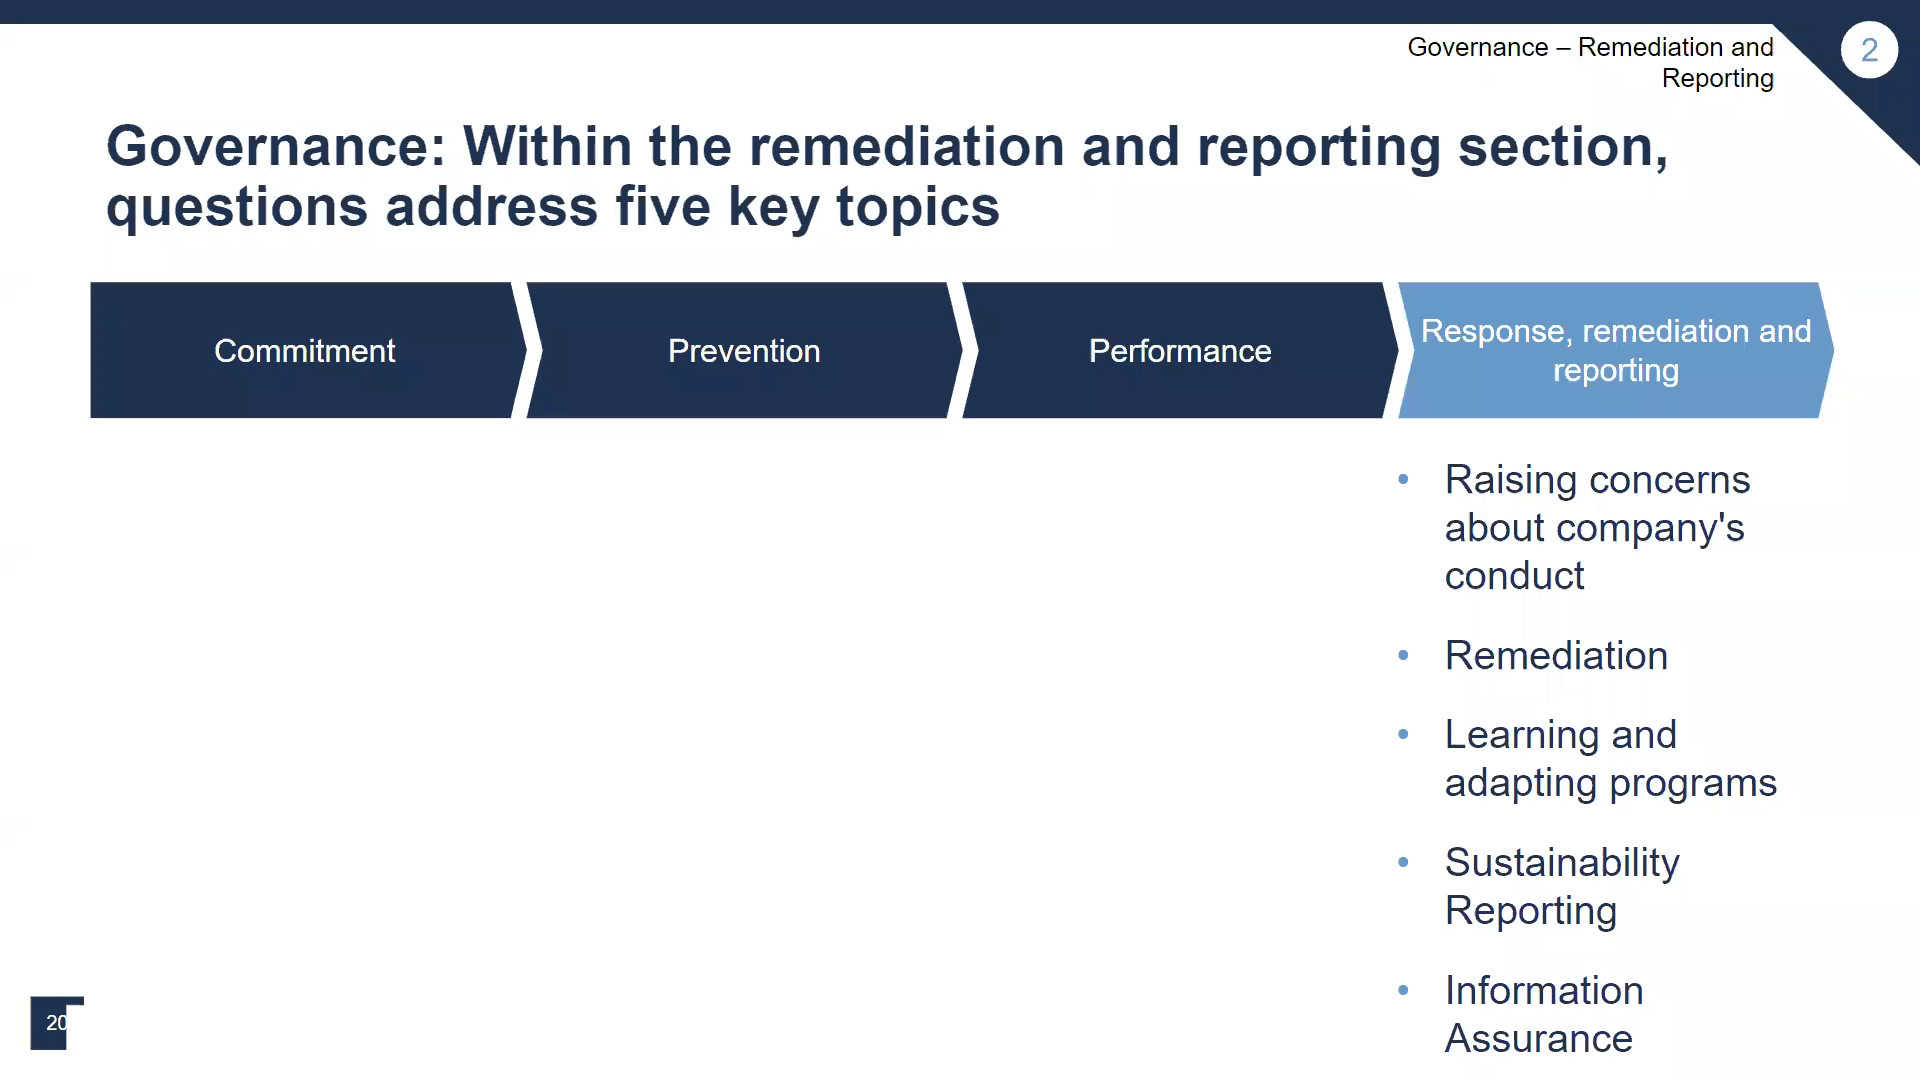 Governance – Remediation and
Reporting
2
Governance: Within the remediation and reporting section,
questions address five key topics
Commitment
Prevention
Performance
Response, remediation and
reporting
• Raising concerns
about company's
conduct
• Remediation
• Learning and
adapting programs
• Sustainability
Reporting
• Information
Assurance
20